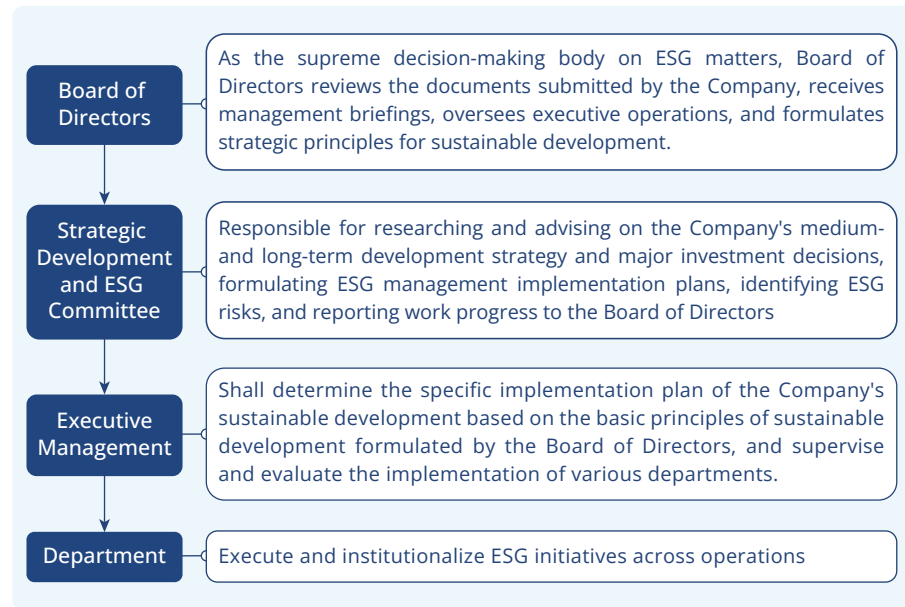 Board of
Directors
As the supreme decision-making body on ESG matters, Board of
Directors reviews the documents submitted by the Company, receives
management briefings, oversees executive operations, and formulates
strategic principles for sustainable development.
Strategic
Development
and ESG
Committee
Responsible for researching and advising on the Company's medium-
and long-term development strategy and major investment decisions,
formulating ESG management implementation plans, identifying ESG
risks, and reporting work progress to the Board of Directors
Executive
Management
Shall determine the specific implementation plan of the Company's
sustainable development based on the basic principles of sustainable
development formulated by the Board of Directors, and supervise
and evaluate the implementation of various departments.
Department
Execute and institutionalize ESG initiatives across operations